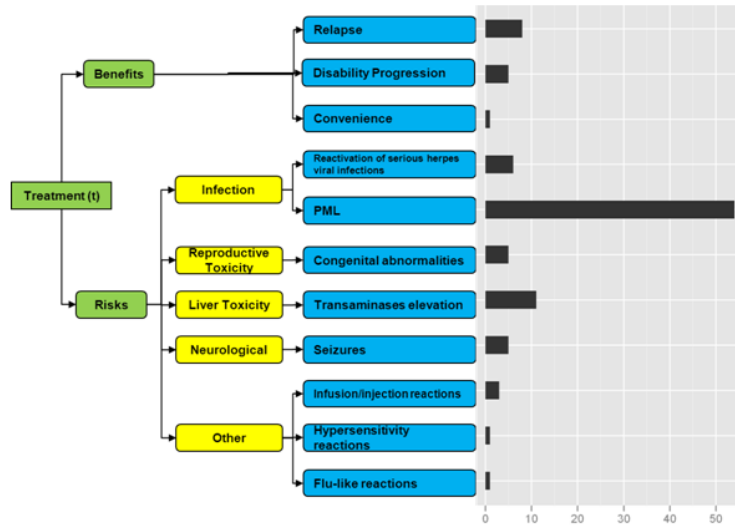 Relapse
Benefits
Disability Progression
Convenience
Reactivation of serious herpes
viral infections
Infection
Treatment (t)
PML
Reproductive
Toxicity
Congenital abnormalities
Risks
Liver Toxicity
Transaminases elevation
Neurological
Seizures
Infusion/injection reactions
Other
Hypersensitivity
reactions
Flu-like reactions
0 10 20 30 40 50